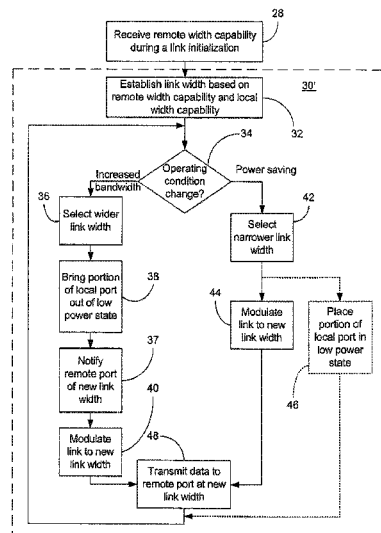 28
Receive remote width capability
during a link initialization
30'
Establish link width based on
remote width capability and local
width capability
32
34
Operating
condition
change?
Increased
bandwidth
Power saving
36
Select wider
link width
42
Select
narrower link
width
38
Bring portion
of local port
out of low
power state
44
Modulate
link to new
link width
Place
portion of
local port in
low power
state
46
37
Notify
remote port
of new link
width
40
Modulate
link to new
link width
48
Transmit data to
remote port at new
link width